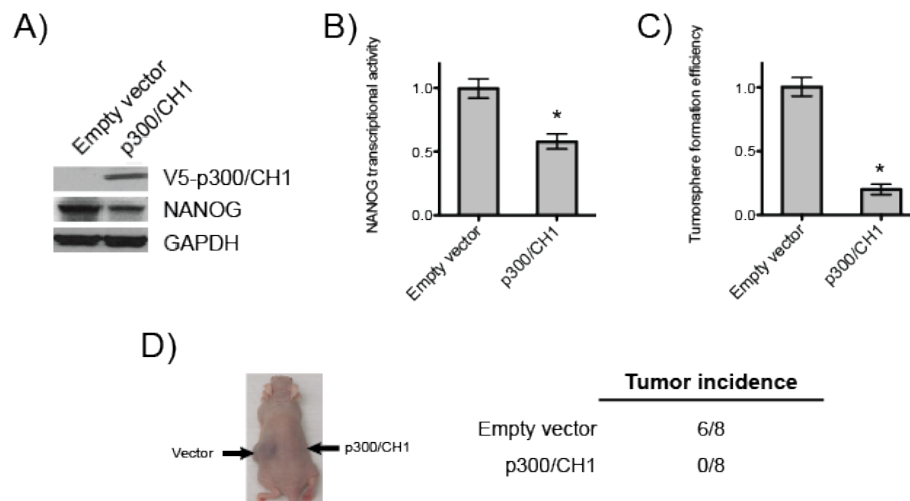 A)
Empty vector
p300/CH1
V5-p300/CH1
NANOG
GAPDH
B)
NANOG transcriptional activity
1.0
0.5
0.0
*
Empty vector
p300/CH1
C)
Tumorsphere formation efficiency
1.0
0.5
0.0
*
Empty vector
p300/CH1
D)
Vector
p300/CH1
Tumor incidence
Empty vector 6/8
p300/CH1 0/8